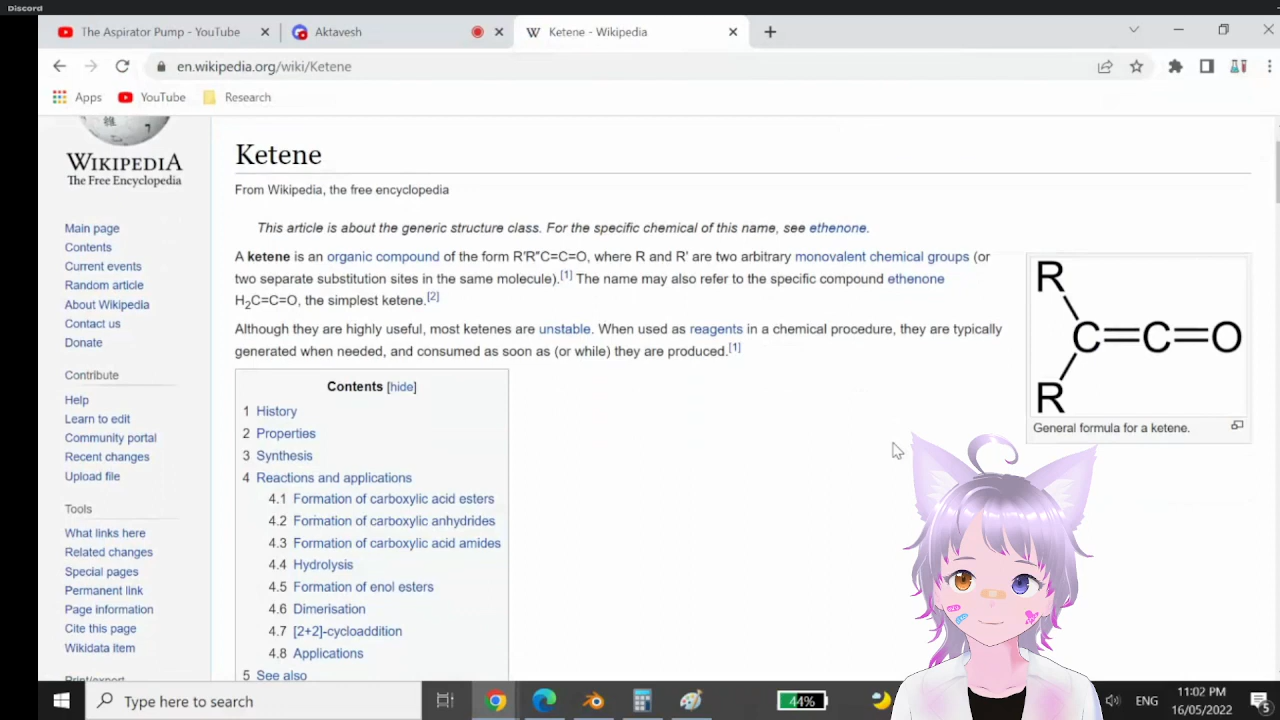 Discord
The Aspirator Pump - YouTube
Aktavesh
Ketene - Wikipedia
en.wikipedia.org/wiki/Ketene
Apps
YouTube
Research
維
7
WIKIPEDIA
The Free Encyclopedia
Main page
Contents
Current events
Random article
About Wikipedia
Contact us
Donate
Contribute
Help
Learn to edit
Community portal
Recent changes
Upload file
Tools
What links here
Related changes
Special pages
Permanent link
Page information
Cite this page
Wikidata item
Print/export
Ketene
From Wikipedia, the free encyclopedia
This article is about the generic structure class. For the specific chemical of this name, see ethenone.
A ketene is an organic compound of the form R′R″C=C=O, where R and R' are two arbitrary monovalent chemical groups (or
two separate substitution sites in the same molecule).[1] The name may also refer to the specific compound ethenone
H2C=C=O, the simplest ketene.[2]
Although they are highly useful, most ketenes are unstable. When used as reagents in a chemical procedure, they are typically
generated when needed, and consumed as soon as (or while) they are produced.[1]
Contents [hide]
1 History
2 Properties
3 Synthesis
4 Reactions and applications
4.1 Formation of carboxylic acid esters
4.2 Formation of carboxylic anhydrides
4.3 Formation of carboxylic acid amides
4.4 Hydrolysis
4.5 Formation of enol esters
4.6 Dimerisation
4.7 [2+2]-cycloaddition
4.8 Applications
5 See also
R
C=C=O
R
General formula for a ketene.
Type here to search
44%
ENG
11:02 PM
16/05/2022
5